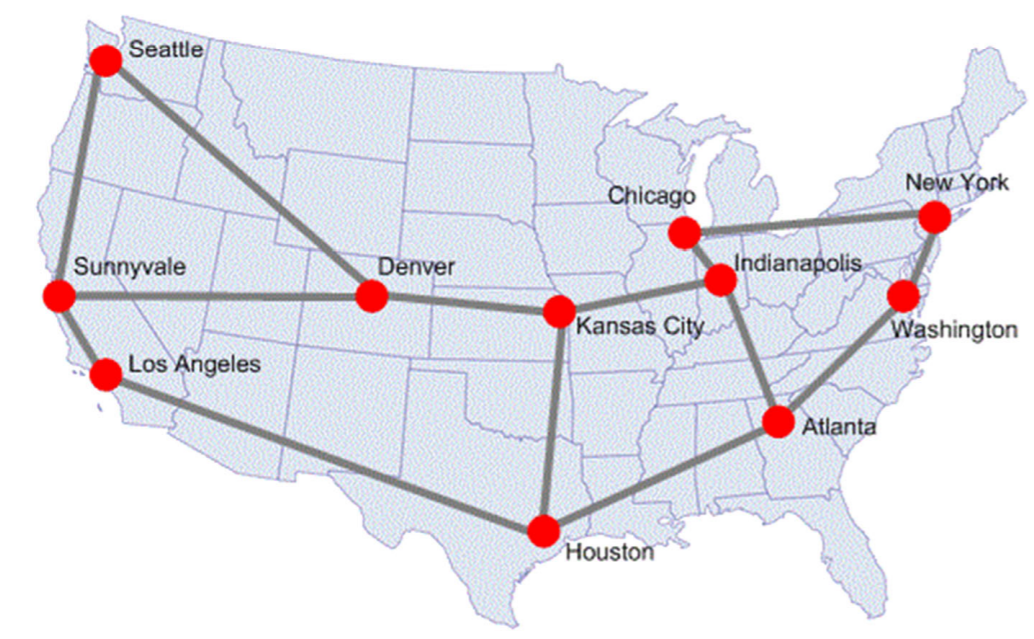 Seattle
New York
Chicago
Indianapolis
Sunnyvale
Denver
Kansas City
Washington
Los Angeles
Atlanta
Houston